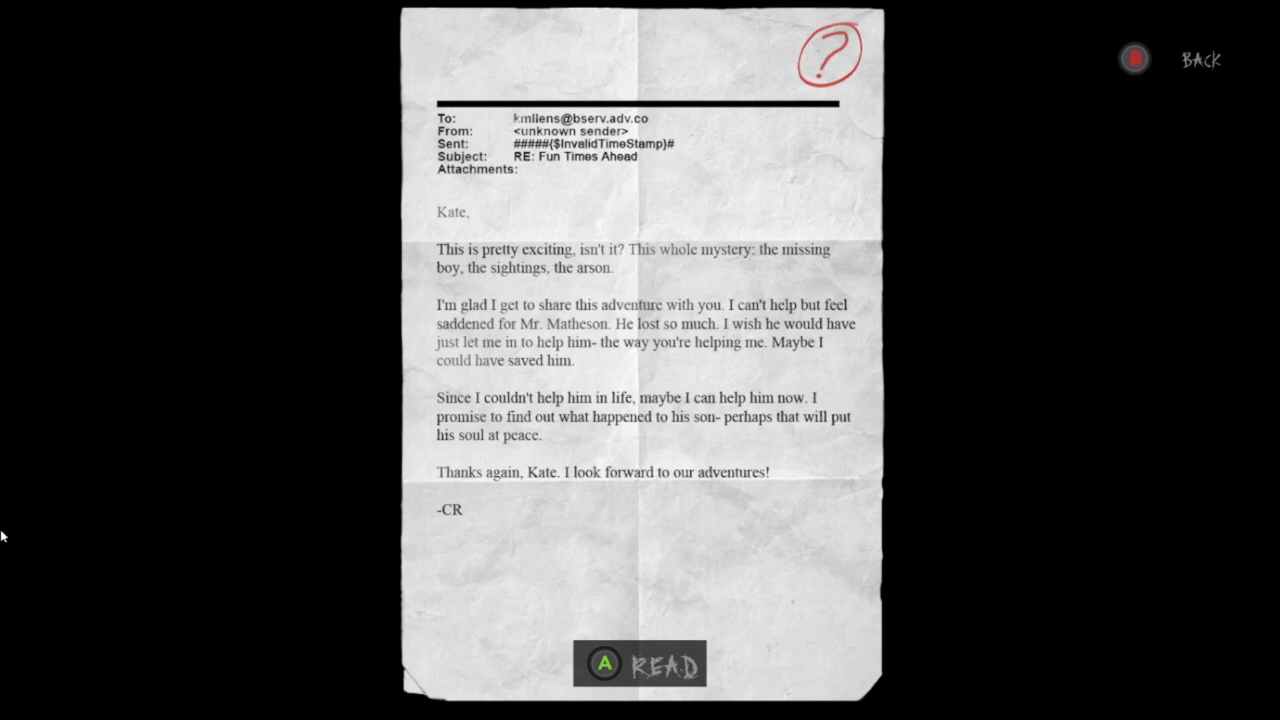 ?
B BACK
To: kmilens@bserv.adv.co
From: <unknown sender>
Sent: #####{$InvalidTimeStamp}#
Subject: RE: Fun Times Ahead
Attachments:
Kate,
This is pretty exciting, isn't it? This whole mystery: the missing
boy, the sightings, the arson.
I'm glad I get to share this adventure with you. I can't help but feel
saddened for Mr. Matheson. He lost so much. I wish he would have
just let me in to help him- the way you're helping me. Maybe I
could have saved him.
Since I couldn't help him in life, maybe I can help him now. I
promise to find out what happened to his son- perhaps that will put
his soul at peace.
Thanks again, Kate. I look forward to our adventures!
-CR
A READ